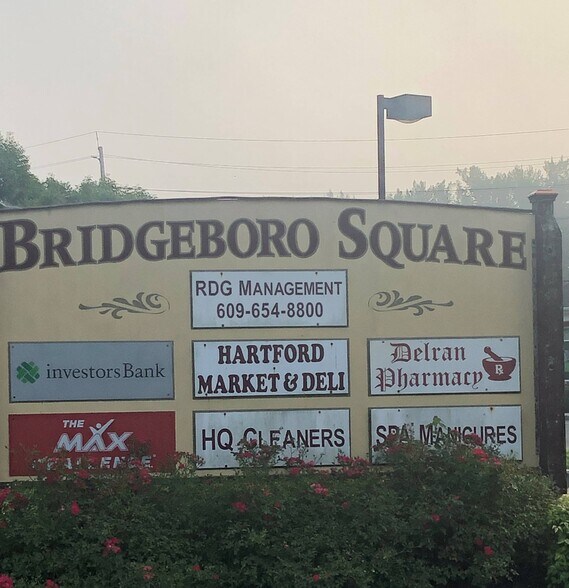 BRIDGEBORO SQUARE
RDG MANAGEMENT
609-654-8800
investorsBank
HARTFORD
MARKET & DELI
Delran
Pharmacy
R
THE
MAX
CHALLENGE
HQ CLEANERS
SPA MANICURES